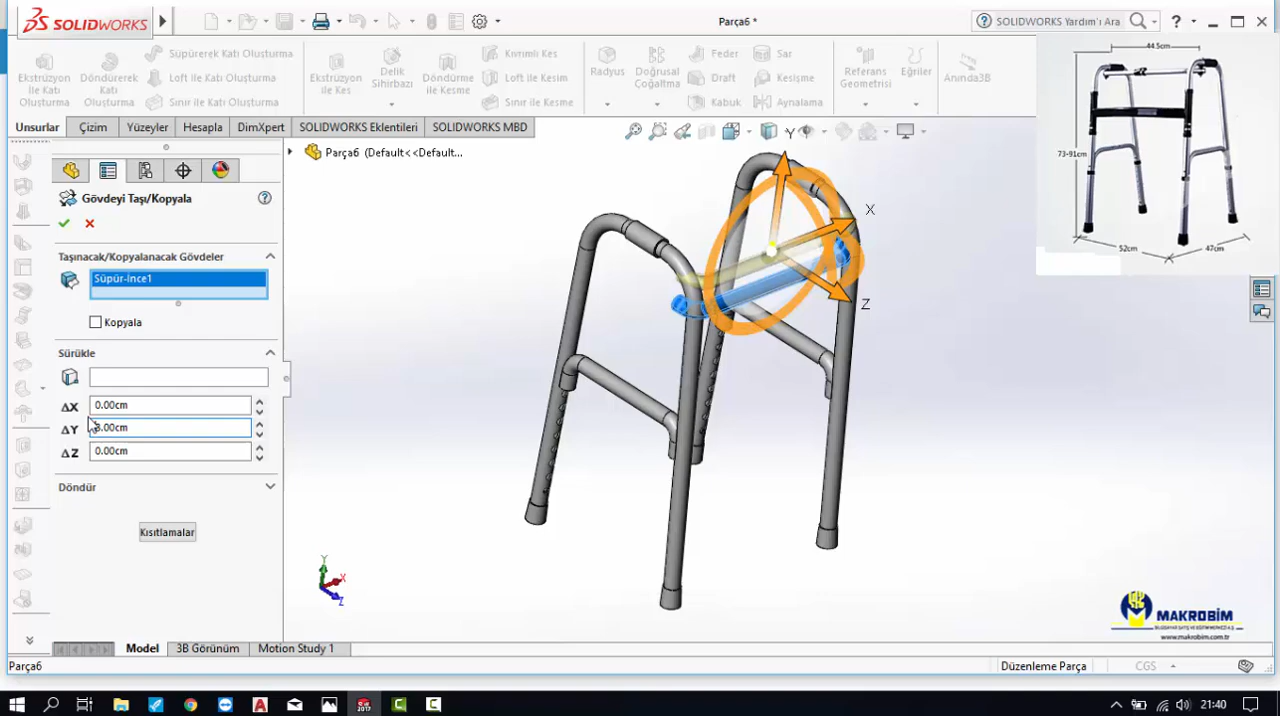 SOLIDWORKS
Parça6 *
SOLIDWORKS Yardım'ı Ara
Ekstrüzyon
İle Katı
Oluşturma
Döndürerek
Katı
Oluşturma
Süpürerek Katı Oluşturma
Loft ile Katı Oluşturma
Sınır ile Katı Oluşturma
Ekstrüzyon
ile Kes
Delik
Sihirbazı
Döndürme
ile Kesme
Kıvrımlı Kes
Loft ile Kesim
Sınır ile Kesme
Radyus
Doğrusal
Çoğaltma
Feder
Draft
Kabuk
Sar
Kesişme
Aynalama
Referans
Geometri
Eğriler
Anında3B
Unsurlar
Çizim
Yüzeyler
Hesapla
DimXpert
SOLIDWORKS Eklentileri
SOLIDWORKS MBD
Parça6 (Default<<Default...
Gövdeyi Taşı/Kopyala
Taşınacak/Kopyalanacak Gövdeler
Süpür-İnce1
Kopyala
Sürükle
ΔX 0.00cm
ΔY .00cm
ΔZ 0.00cm
Döndür
Kısıtlamalar
X
Y
Z
Y
X
Z
44.5cm
73-91cm
52cm
47cm
MAKROBİM
www.makrobim.com.tr
Model
3B Görünüm
Motion Study 1
Parça6
Düzenleme Parça
CGS
2017
21:40